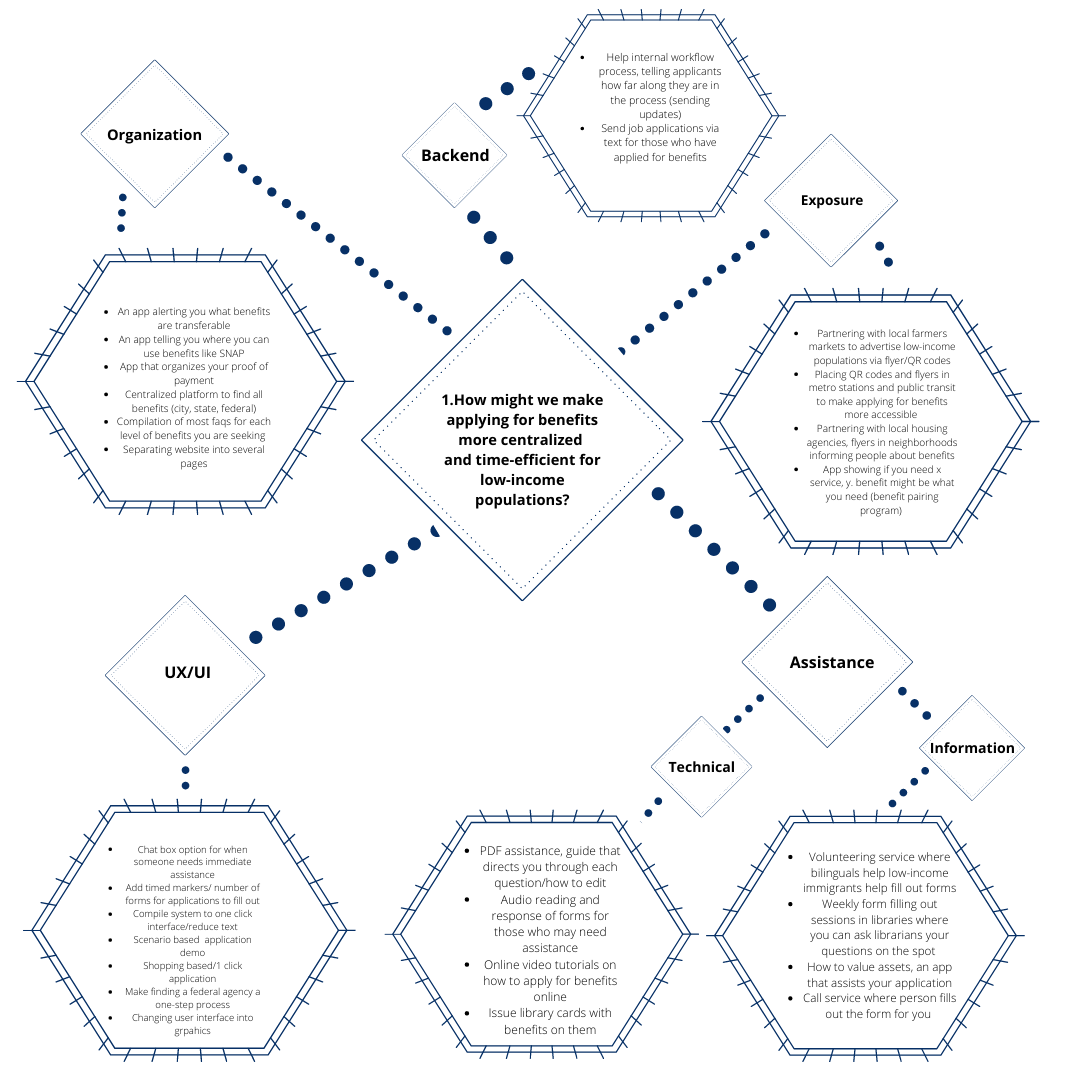 Organization
• An app alerting you what benefits
are transferable
• An app telling you where you can
use benefits like SNAP
• App that organizes your proof of
payment
• Centralized platform to find all
benefits (city, state, federal)
• Compilation of most faqs for each
level of benefits you are seeking
• Separating website into several
pages
Backend
• Help internal workflow
process, telling applicants
how far along they are in
the process (sending
updates)
• Send job applications via
text for those who have
applied for benefits
Exposure
• Partnering with local farmers
markets to advertise low-income
populations via flyer/QR codes
• Placing QR codes and flyers in
metro stations and public transit
to make applying for benefits
more accessible
• Partnering with local housing
agencies, flyers in neighborhoods
informing people about benefits
• App showing if you need x
service, y. benefit might be what
you need (benefit pairing
program)
1.How might we make
applying for benefits
more centralized
and time-efficient for
low-income
populations?
UX/UI
• Chat box option for when
someone needs immediate
assistance
• Add timed markers/ number of
forms for applications to fill out
• Compile system to one click
interface/reduce text
• Scenario based application
demo
• Shopping based/1 click
application
• Make finding a federal agency a
one-step process
• Changing user interface into
grpahics
Assistance
Technical
• PDF assistance, guide that
directs you through each
question/how to edit
• Audio reading and
response of forms for
those who may need
assistance
• Online video tutorials on
how to apply for benefits
online
• Issue library cards with
benefits on them
Information
• Volunteering service where
bilinguals help low-income
immigrants help fill out forms
• Weekly form filling out
sessions in libraries where
you can ask librarians your
questions on the spot
• How to value assets, an app
that assists your application
• Call service where person fills
out the form for you